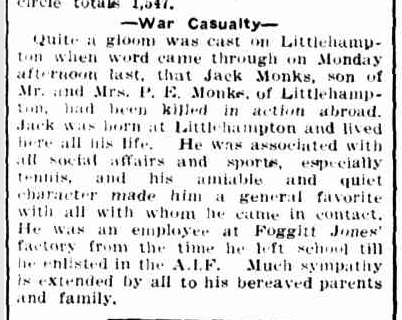 circle totals 1,547.
—War Casualty—
Quite a gloom was cast on Littlehamp-
ton when word came through on Monday
afternoon last, that Jack Monks, son of
Mr. and Mrs. P. E. Monks, of Littlehamp-
ton, had been killed in action abroad.
Jack was born at Littlehampton and lived
here all his life. He was associated with
all social affairs and sports, especially
tennis, and his amiable and quiet
character made him a general favorite
with all with whom he came in contact.
He was an employee at Foggitt Jones'
factory from the time he left school till
he enlisted in the A.I.F. Much sympathy
is extended by all to his bereaved parents
and family.